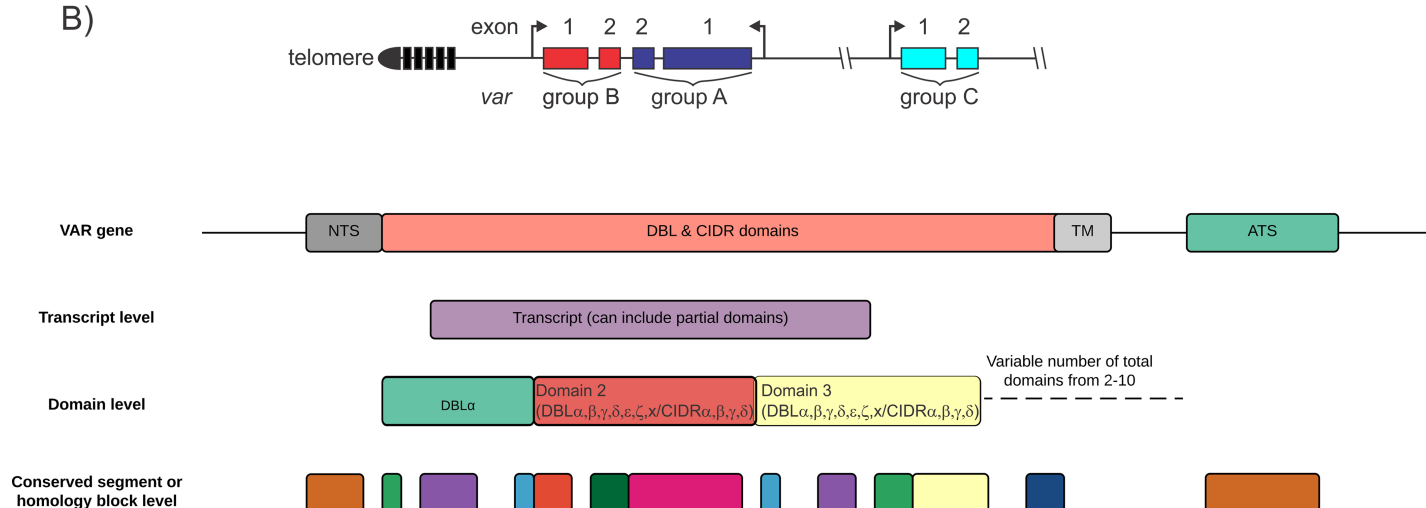 B)
exon 1 2 2 1 1 2
telomere
var group B group A group C
VAR gene NTS DBL & CIDR domains TM ATS
Transcript level Transcript (can include partial domains)
Variable number of total
domains from 2-10
Domain level DBLα
Domain 2
(DBLα,β,γ,δ,ε,ζ,x/CIDRα,β,γ,δ)
Domain 3
(DBLα,β,γ,δ,ε,ζ,x/CIDRα,β,γ,δ)
Conserved segment or
homology block level